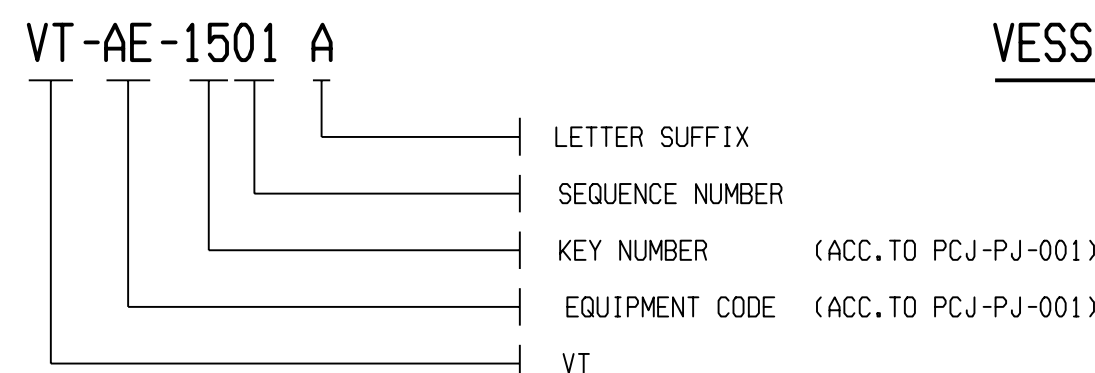 VT-AE-1501 A
VESS
LETTER SUFFIX
SEQUENCE NUMBER
KEY NUMBER (ACC.TO PCJ-PJ-001)
EQUIPMENT CODE (ACC.TO PCJ-PJ-001)
VT